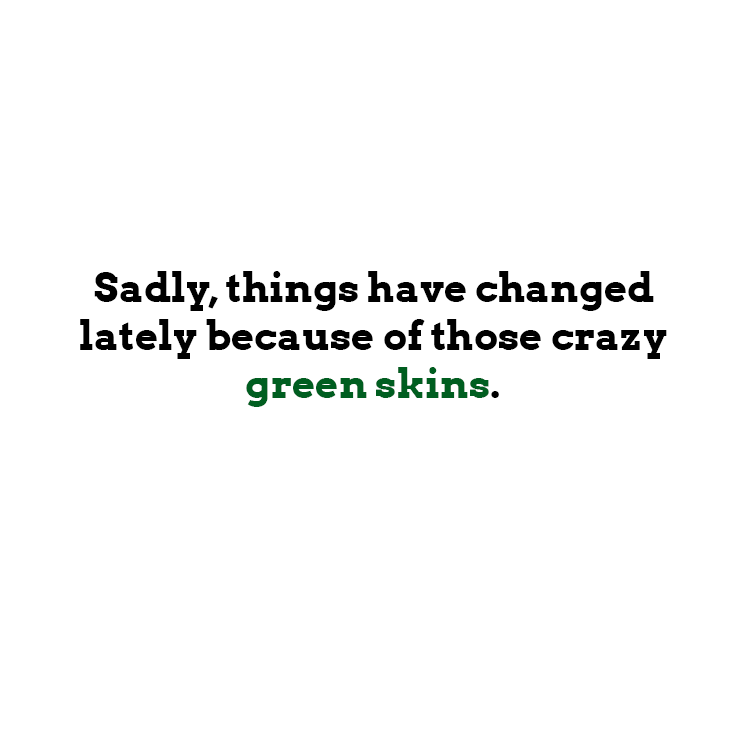 Sadly, things have changed
lately because of those crazy
green skins.